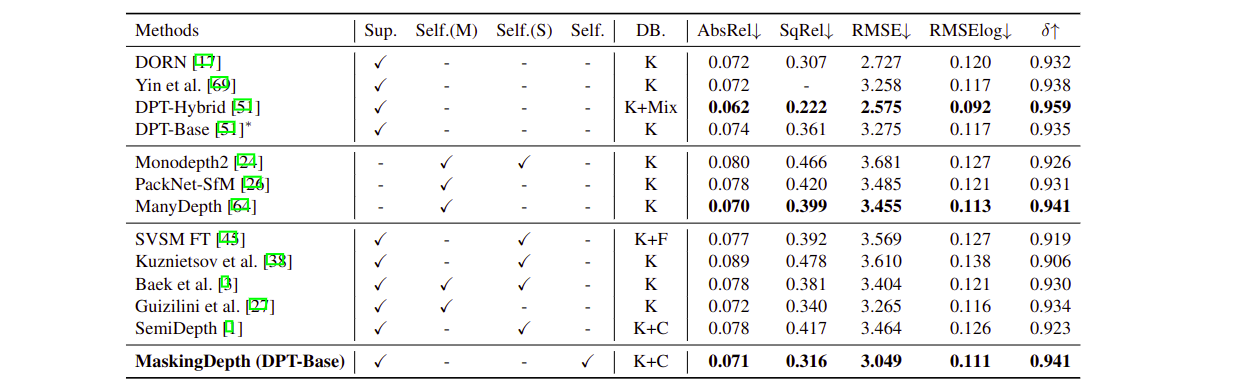 Methods Sup. Self.(M) Self.(S) Self. DB. AbsRel↓ SqRel↓ RMSE↓ RMSElog↓ δ↑
DORN [17] ✓ - - - K 0.072 0.307 2.727 0.120 0.932
Yin et al. [69] ✓ - - - K 0.072 - 3.258 0.117 0.938
DPT-Hybrid [51] ✓ - - - K+Mix 0.062 0.222 2.575 0.092 0.959
DPT-Base [51]* ✓ - - - K 0.074 0.361 3.275 0.117 0.935
Monodepth2 [24] - ✓ ✓ - K 0.080 0.466 3.681 0.127 0.926
PackNet-SfM [26] - ✓ - - K 0.078 0.420 3.485 0.121 0.931
ManyDepth [64] - ✓ - - K 0.070 0.399 3.455 0.113 0.941
SVSM FT [45] ✓ - ✓ - K+F 0.077 0.392 3.569 0.127 0.919
Kuznietsov et al. [38] ✓ - ✓ - K 0.089 0.478 3.610 0.138 0.906
Baek et al. [3] ✓ ✓ ✓ - K 0.078 0.381 3.404 0.121 0.930
Guizilini et al. [27] ✓ ✓ - - K 0.072 0.340 3.265 0.116 0.934
SemiDepth [1] ✓ - ✓ - K+C 0.078 0.417 3.464 0.126 0.923
MaskingDepth (DPT-Base) ✓ - - ✓ K+C 0.071 0.316 3.049 0.111 0.941